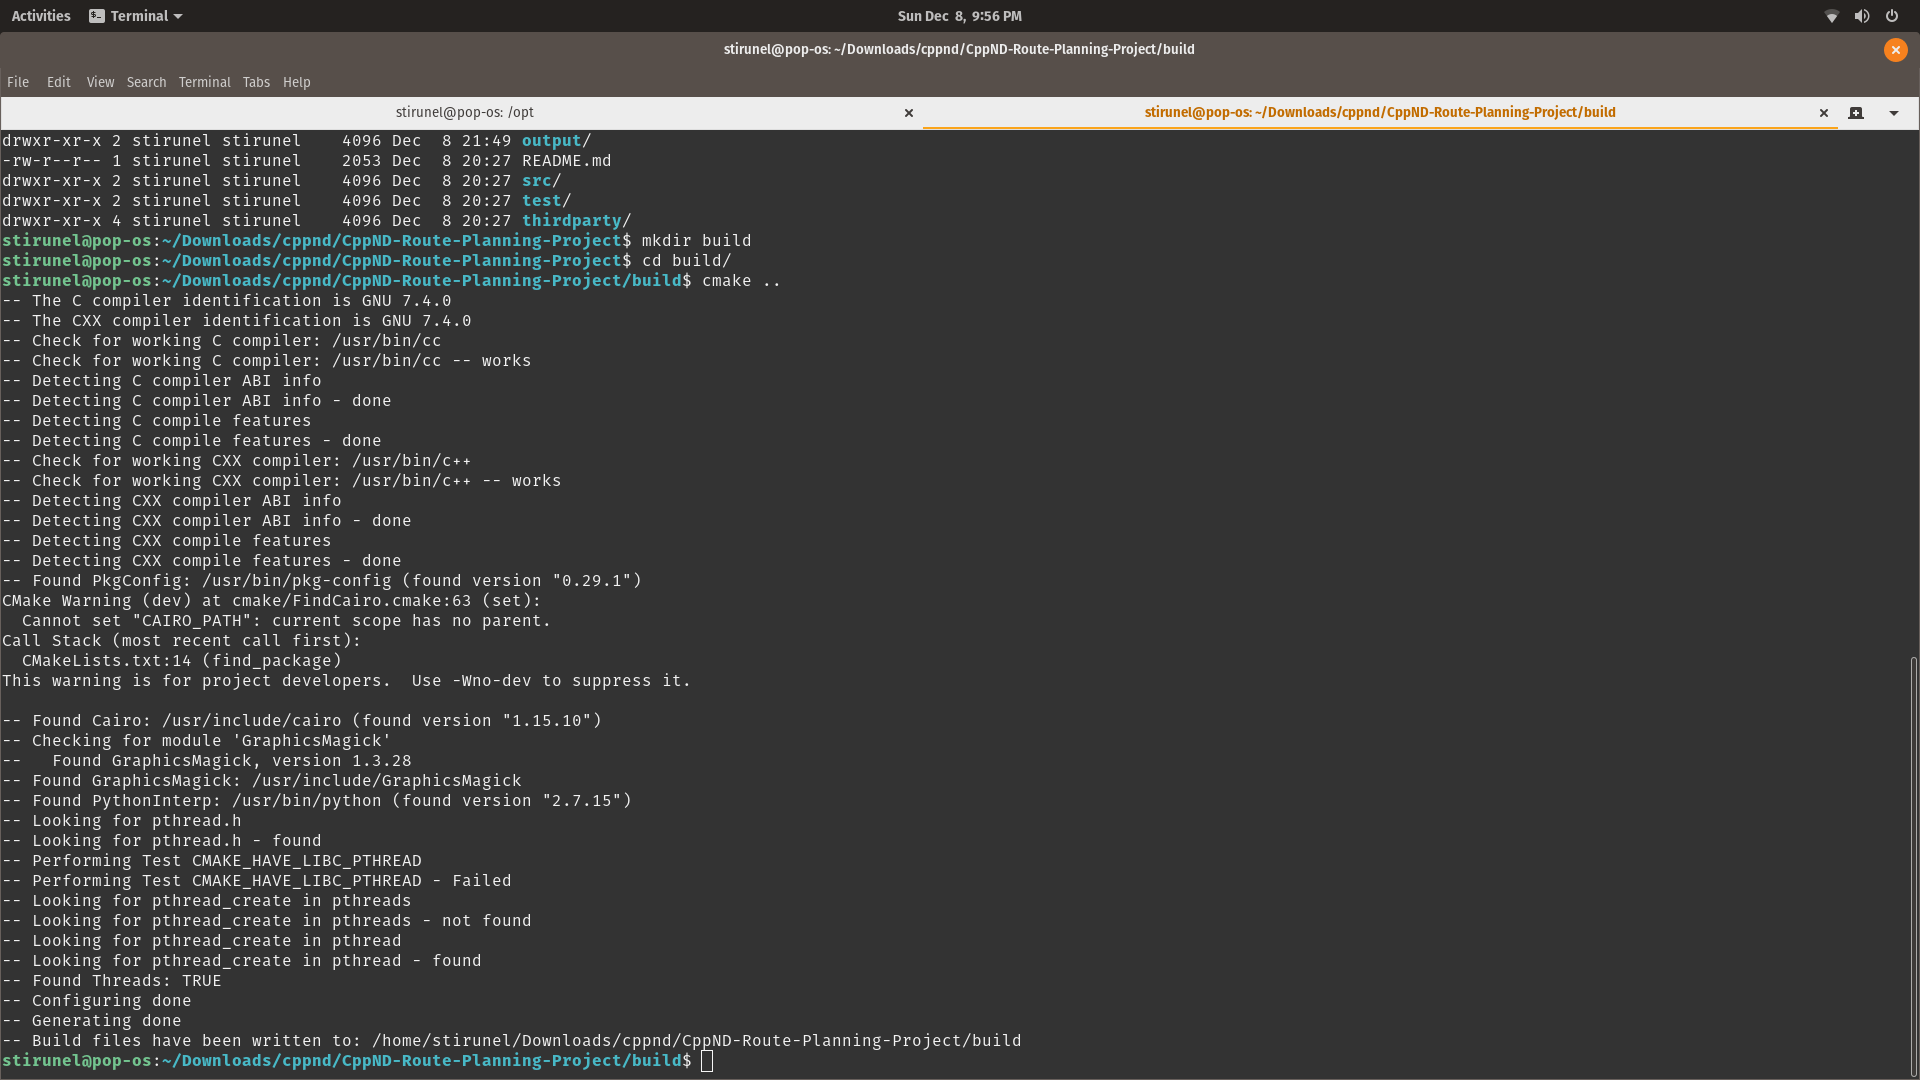 Activities Terminal Sun Dec 8, 9:56 PM
stirunel@pop-os: ~/Downloads/cppnd/CppND-Route-Planning-Project/build
File Edit View Search Terminal Tabs Help
stirunel@pop-os: /opt stirunel@pop-os: ~/Downloads/cppnd/CppND-Route-Planning-Project/build
drwxr-xr-x 2 stirunel stirunel    4096 Dec  8 21:49 output/
-rw-r--r-- 1 stirunel stirunel    2053 Dec  8 20:27 README.md
drwxr-xr-x 2 stirunel stirunel    4096 Dec  8 20:27 src/
drwxr-xr-x 2 stirunel stirunel    4096 Dec  8 20:27 test/
drwxr-xr-x 4 stirunel stirunel    4096 Dec  8 20:27 thirdparty/
stirunel@pop-os:~/Downloads/cppnd/CppND-Route-Planning-Project$ mkdir build
stirunel@pop-os:~/Downloads/cppnd/CppND-Route-Planning-Project$ cd build/
stirunel@pop-os:~/Downloads/cppnd/CppND-Route-Planning-Project/build$ cmake ..
-- The C compiler identification is GNU 7.4.0
-- The CXX compiler identification is GNU 7.4.0
-- Check for working C compiler: /usr/bin/cc
-- Check for working C compiler: /usr/bin/cc -- works
-- Detecting C compiler ABI info
-- Detecting C compiler ABI info - done
-- Detecting C compile features
-- Detecting C compile features - done
-- Check for working CXX compiler: /usr/bin/c++
-- Check for working CXX compiler: /usr/bin/c++ -- works
-- Detecting CXX compiler ABI info
-- Detecting CXX compiler ABI info - done
-- Detecting CXX compile features
-- Detecting CXX compile features - done
-- Found PkgConfig: /usr/bin/pkg-config (found version "0.29.1")
CMake Warning (dev) at cmake/FindCairo.cmake:63 (set):
  Cannot set "CAIRO_PATH": current scope has no parent.
Call Stack (most recent call first):
  CMakeLists.txt:14 (find_package)
This warning is for project developers.  Use -Wno-dev to suppress it.

-- Found Cairo: /usr/include/cairo (found version "1.15.10")
-- Checking for module 'GraphicsMagick'
--   Found GraphicsMagick, version 1.3.28
-- Found GraphicsMagick: /usr/include/GraphicsMagick
-- Found PythonInterp: /usr/bin/python (found version "2.7.15")
-- Looking for pthread.h
-- Looking for pthread.h - found
-- Performing Test CMAKE_HAVE_LIBC_PTHREAD
-- Performing Test CMAKE_HAVE_LIBC_PTHREAD - Failed
-- Looking for pthread_create in pthreads
-- Looking for pthread_create in pthreads - not found
-- Looking for pthread_create in pthread
-- Looking for pthread_create in pthread - found
-- Found Threads: TRUE
-- Configuring done
-- Generating done
-- Build files have been written to: /home/stirunel/Downloads/cppnd/CppND-Route-Planning-Project/build
stirunel@pop-os:~/Downloads/cppnd/CppND-Route-Planning-Project/build$